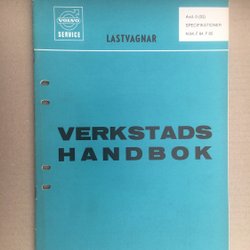 VOLVO
SERVICE
LASTVAGNAR
SPECIFIKATIONER
VERKSTADS
HANDBOK